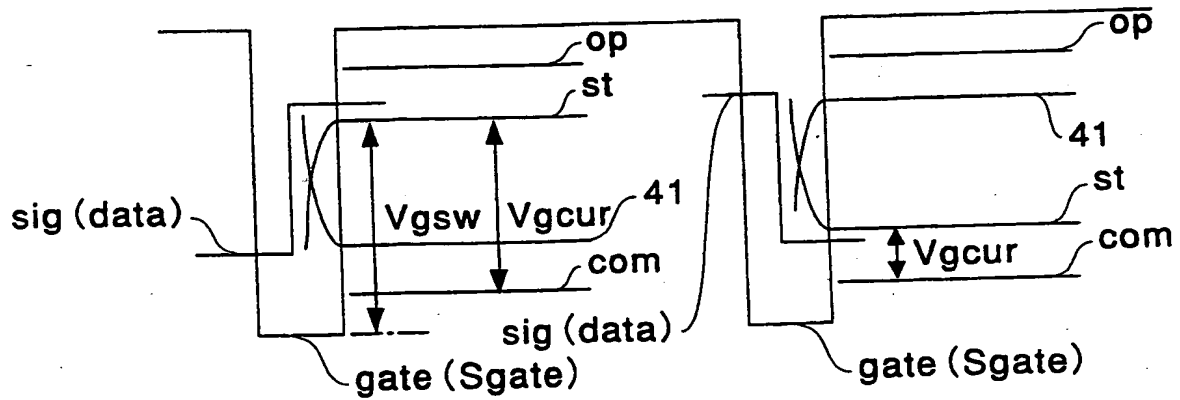 op
st
sig (data)
Vgsw
Vgcur
41
com
gate (Sgate)
op
41
st
Vgcur
com
sig (data)
gate (Sgate)